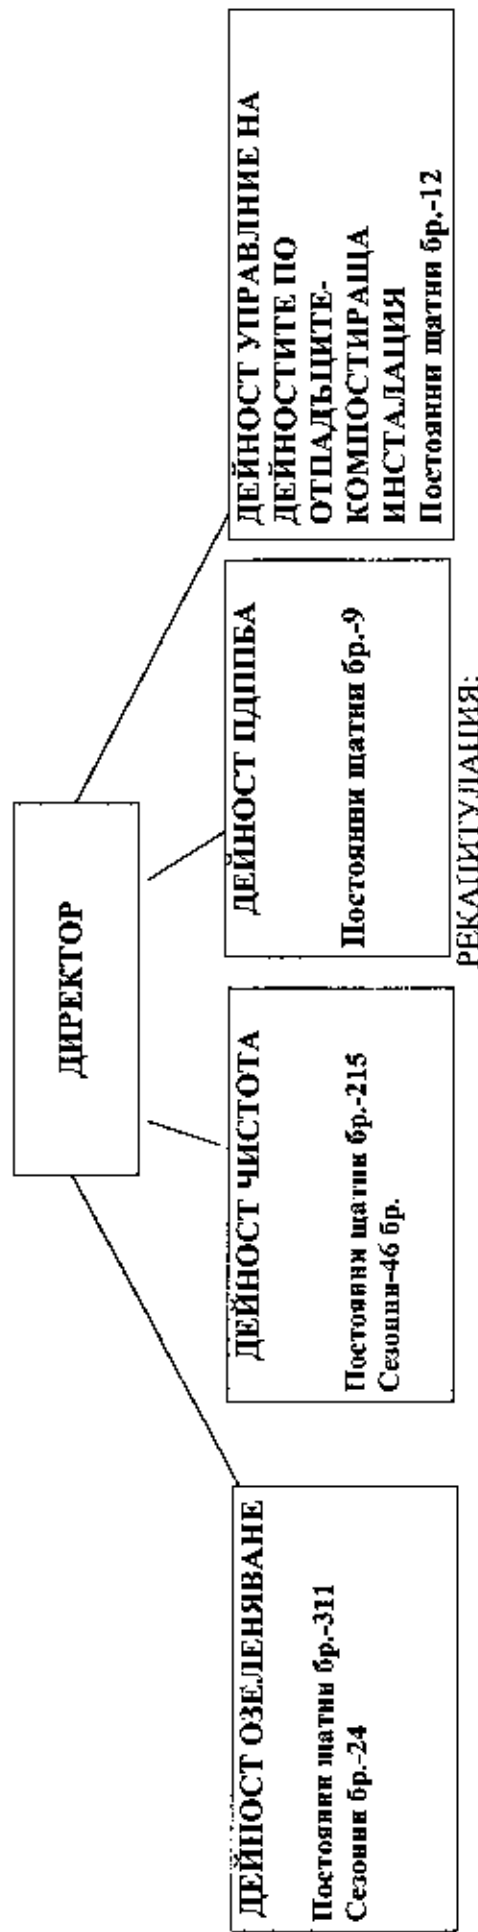 ДИРЕКТОР
ДЕЙНОСТ ОЗЕЛЕНЯВАНЕ
Постоянни щатни бр.-311
Сезонни бр.-24
ДЕЙНОСТ ЧИСТОТА
Постоянни щатни бр.-215
Сезонни-46 бр.
ДЕЙНОСТ ПДППБА
Постоянни щатни бр.-9
ДЕЙНОСТ УПРАВЛНИЕ НА
ДЕЙНОСТИТЕ ПО
ОТПАДЪЦИТЕ-
КОМПОСТИРАЩА
ИНСТАЛАЦИЯ
Постоянни щатни бр.-12
РЕКАПИТУЛАЦИЯ: